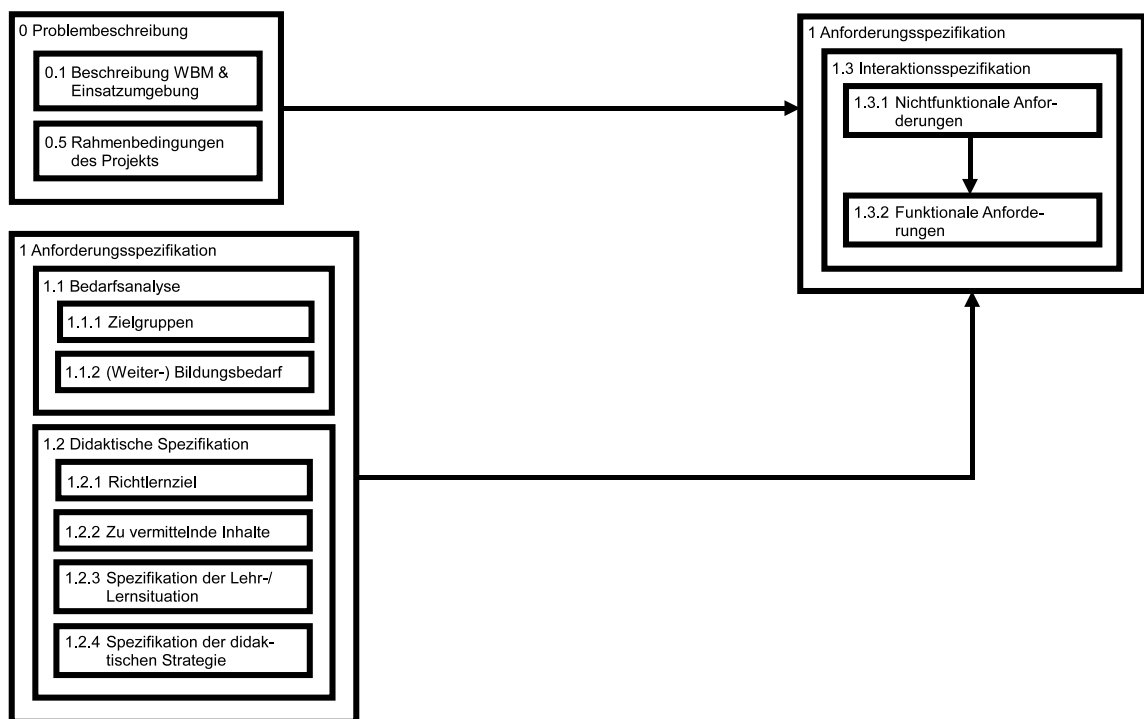 0 Problembeschreibung
0.1 Beschreibung WBM &
Einsatzumgebung
0.5 Rahmenbedingungen
des Projekts
1 Anforderungsspezifikation
1.1 Bedarfsanalyse
1.1.1 Zielgruppen
1.1.2 (Weiter-) Bildungsbedarf
1.2 Didaktische Spezifikation
1.2.1 Richtlernziel
1.2.2 Zu vermittelnde Inhalte
1.2.3 Spezifikation der Lehr-/
Lernsituation
1.2.4 Spezifikation der didak-
tischen Strategie
1 Anforderungsspezifikation
1.3 Interaktionsspezifikation
1.3.1 Nichtfunktionale Anfor-
derungen
1.3.2 Funktionale Anforde-
rungen